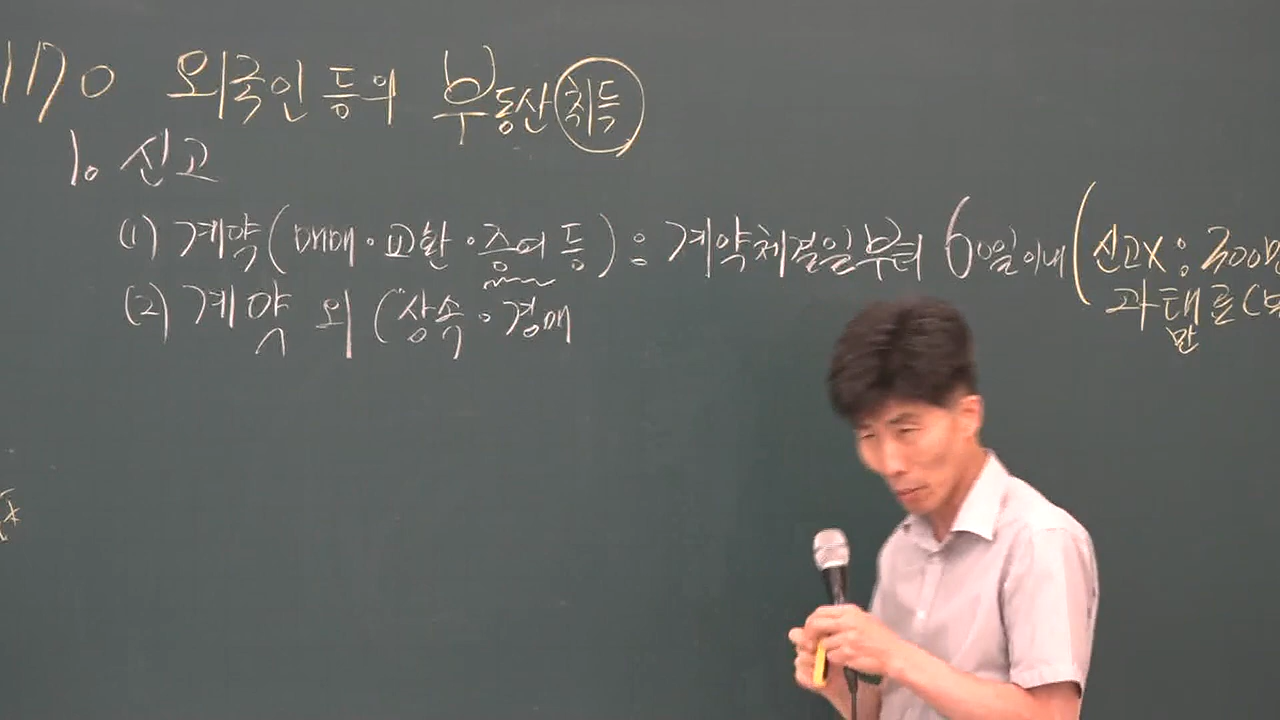 170 외국인 등의 부동산 취득
1. 신고
(1) 계약(매매·교환·증여 등) : 계약체결일부터 60일 이내 (신고X : 300만
과태료(
만
(2) 계약 외 (상속·경매